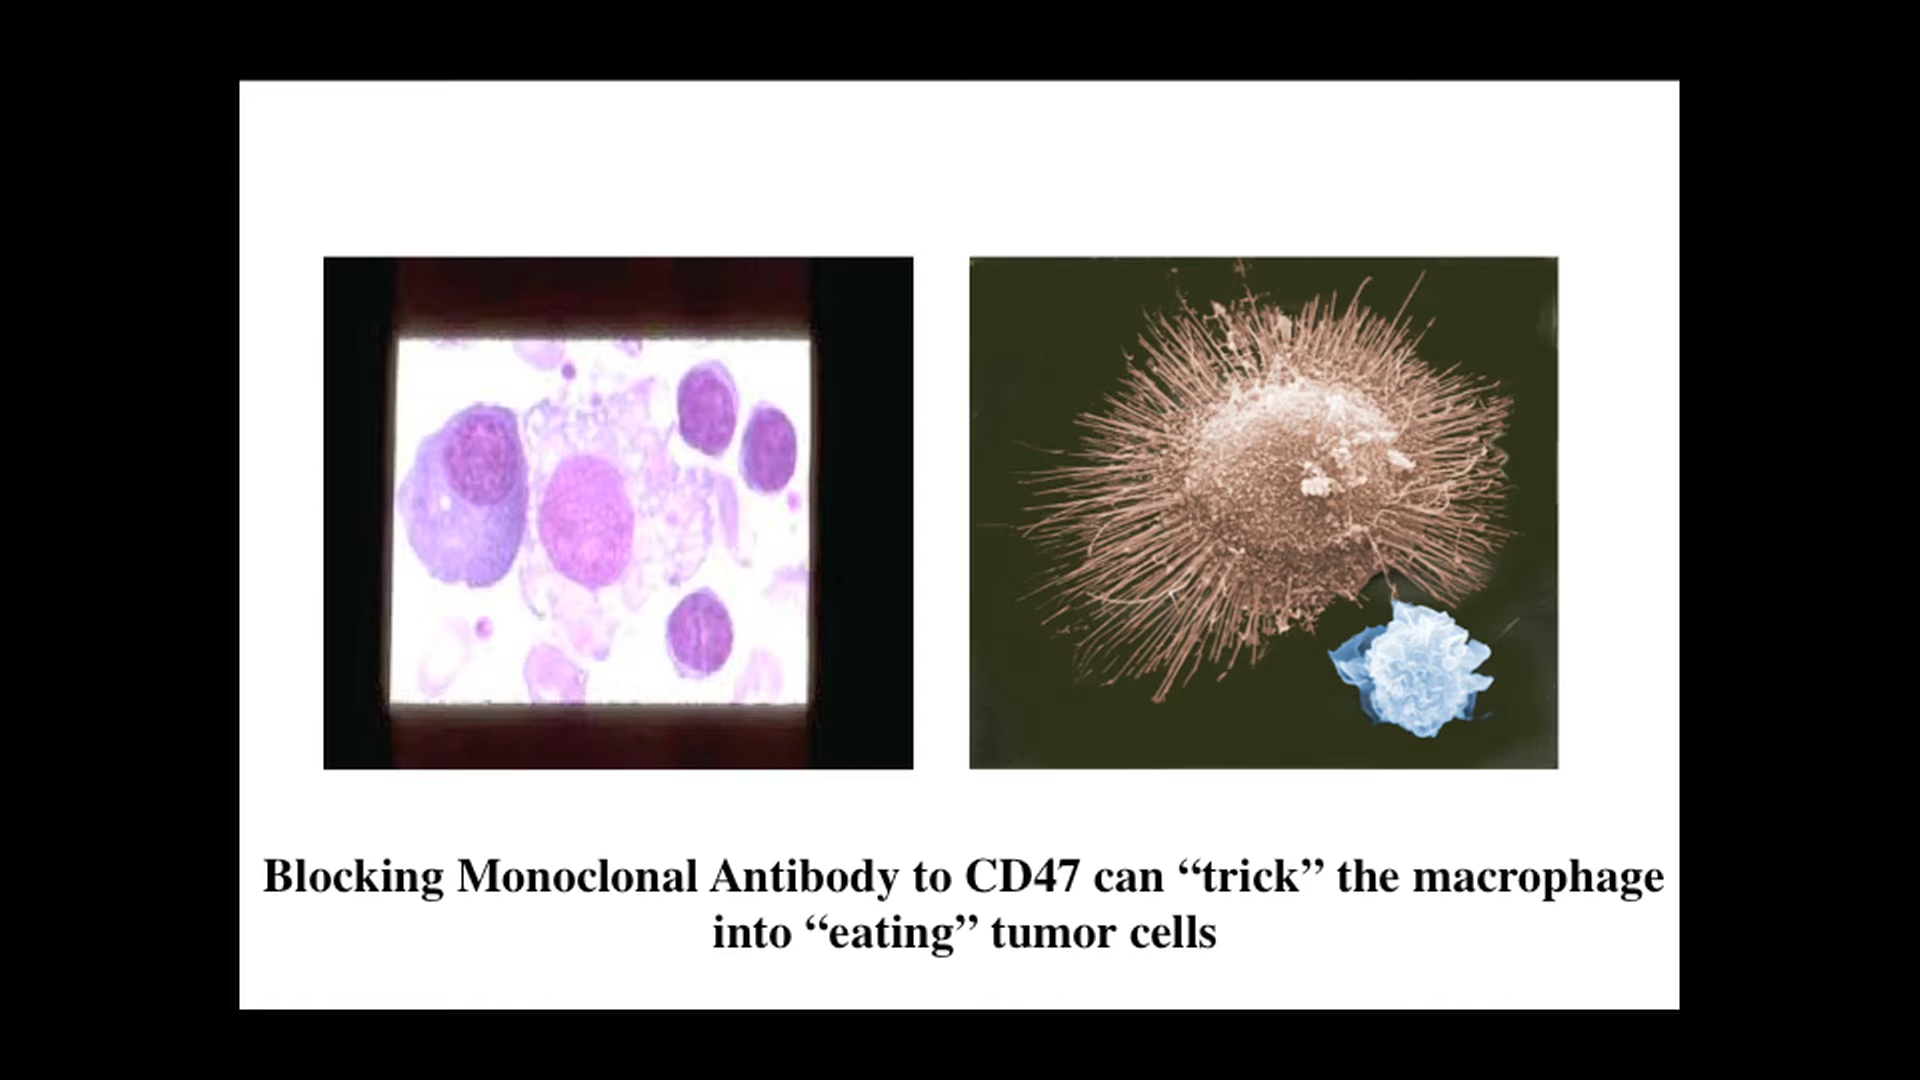 Blocking Monoclonal Antibody to CD47 can “trick” the macrophage
into “eating” tumor cells